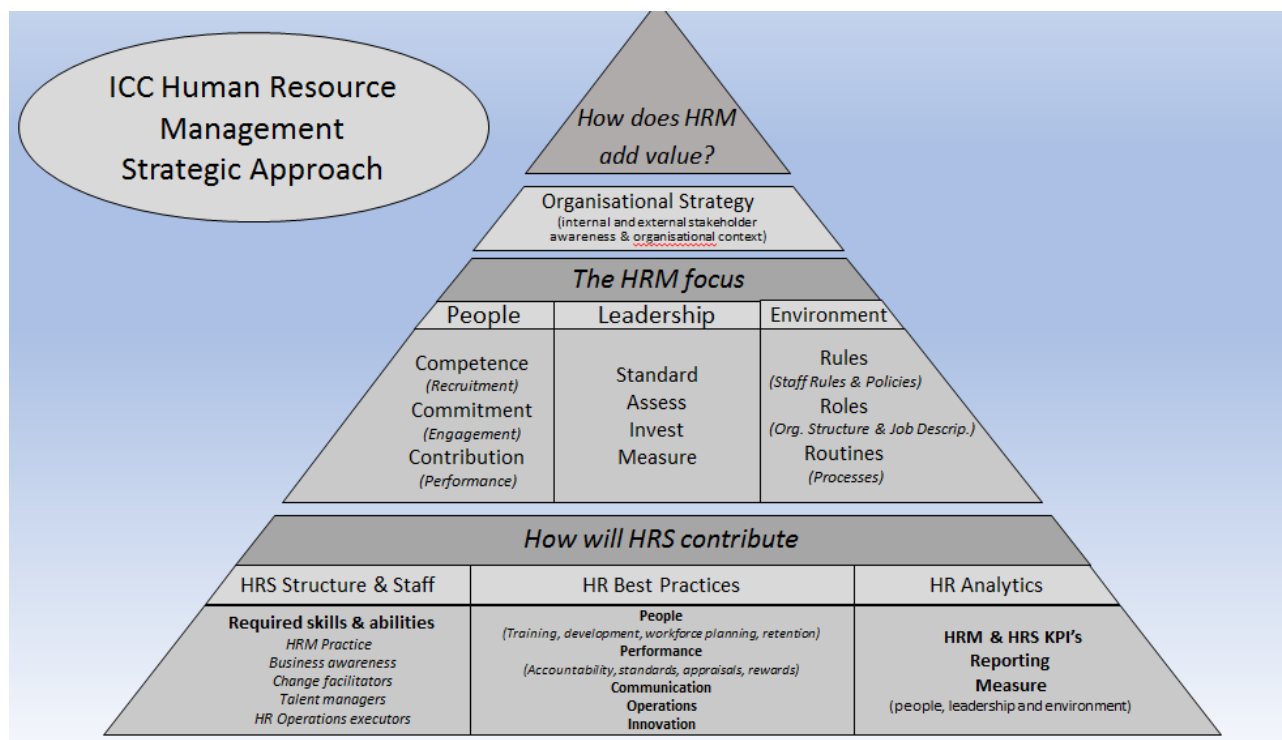 ICC Human Resource
Management
Strategic Approach
How does HRM
add value?
Organisational Strategy
(internal and external stakeholder
awareness & organisational context)
The HRM focus
People
Leadership
Environment
Competence
(Recruitment)
Commitment
(Engagement)
Contribution
(Performance)
Standard
Assess
Invest
Measure
Rules
(Staff Rules & Policies)
Roles
(Org. Structure & Job Descrip.)
Routines
(Processes)
How will HRS contribute
HRS Structure & Staff
HR Best Practices
HR Analytics
Required skills & abilities
HRM Practice
Business awareness
Change facilitators
Talent managers
HR Operations executors
People
(Training, development, workforce planning, retention)
Performance
(Accountability, standards, appraisals, rewards)
Communication
Operations
Innovation
HRM & HRS KPI's
Reporting
Measure
(people, leadership and environment)